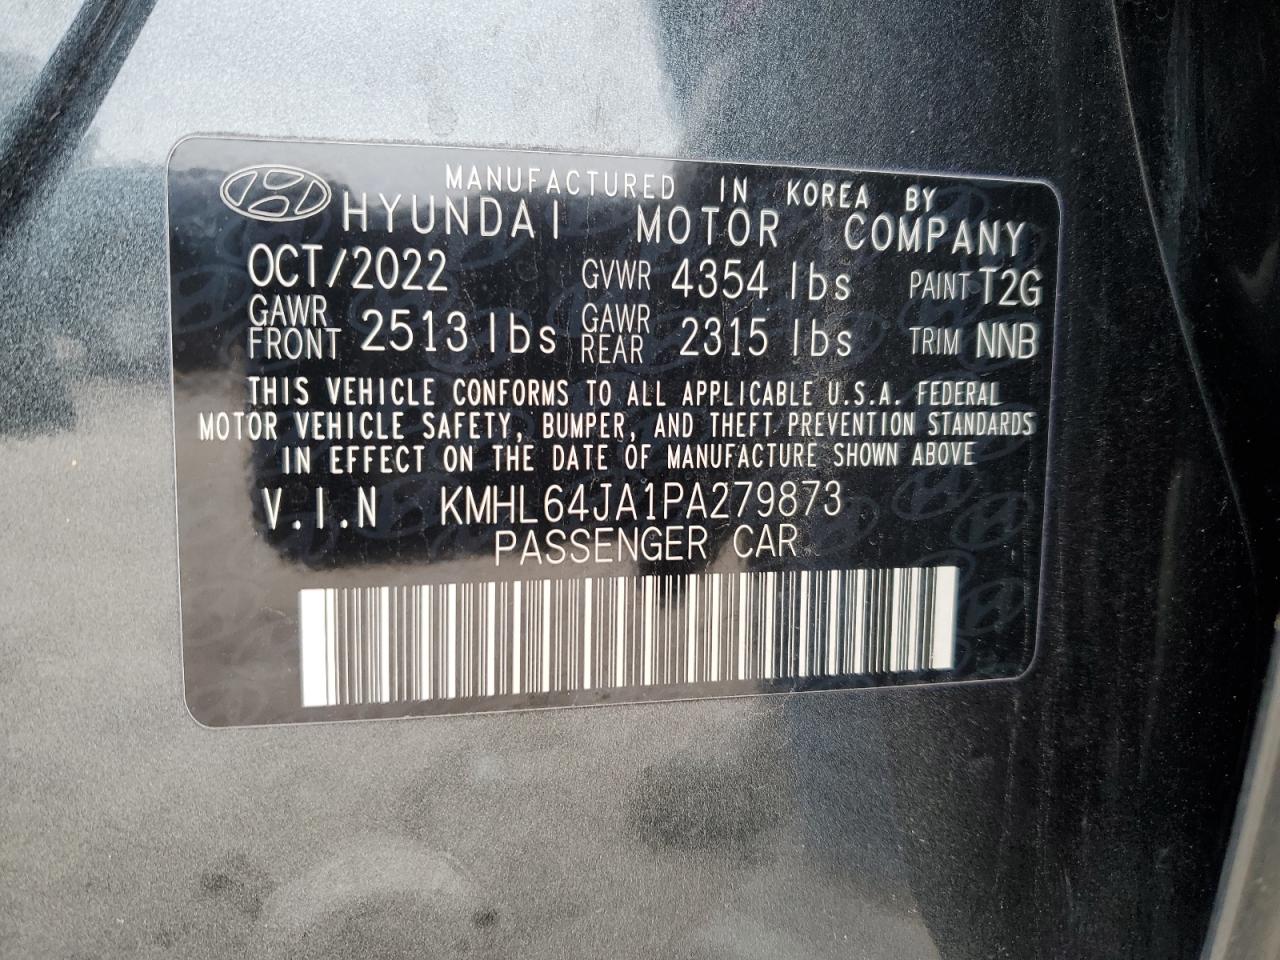 MANUFACTURED IN KOREA BY
HYUNDAI MOTOR COMPANY
OCT/2022 GVWR 4354 lbs PAINT T2G
GAWR FRONT 2513 lbs GAWR REAR 2315 lbs TRIM NNB
THIS VEHICLE CONFORMS TO ALL APPLICABLE U.S.A. FEDERAL
MOTOR VEHICLE SAFETY, BUMPER, AND THEFT PREVENTION STANDARDS
IN EFFECT ON THE DATE OF MANUFACTURE SHOWN ABOVE
V.I.N KMHL64JA1PA279873
PASSENGER CAR